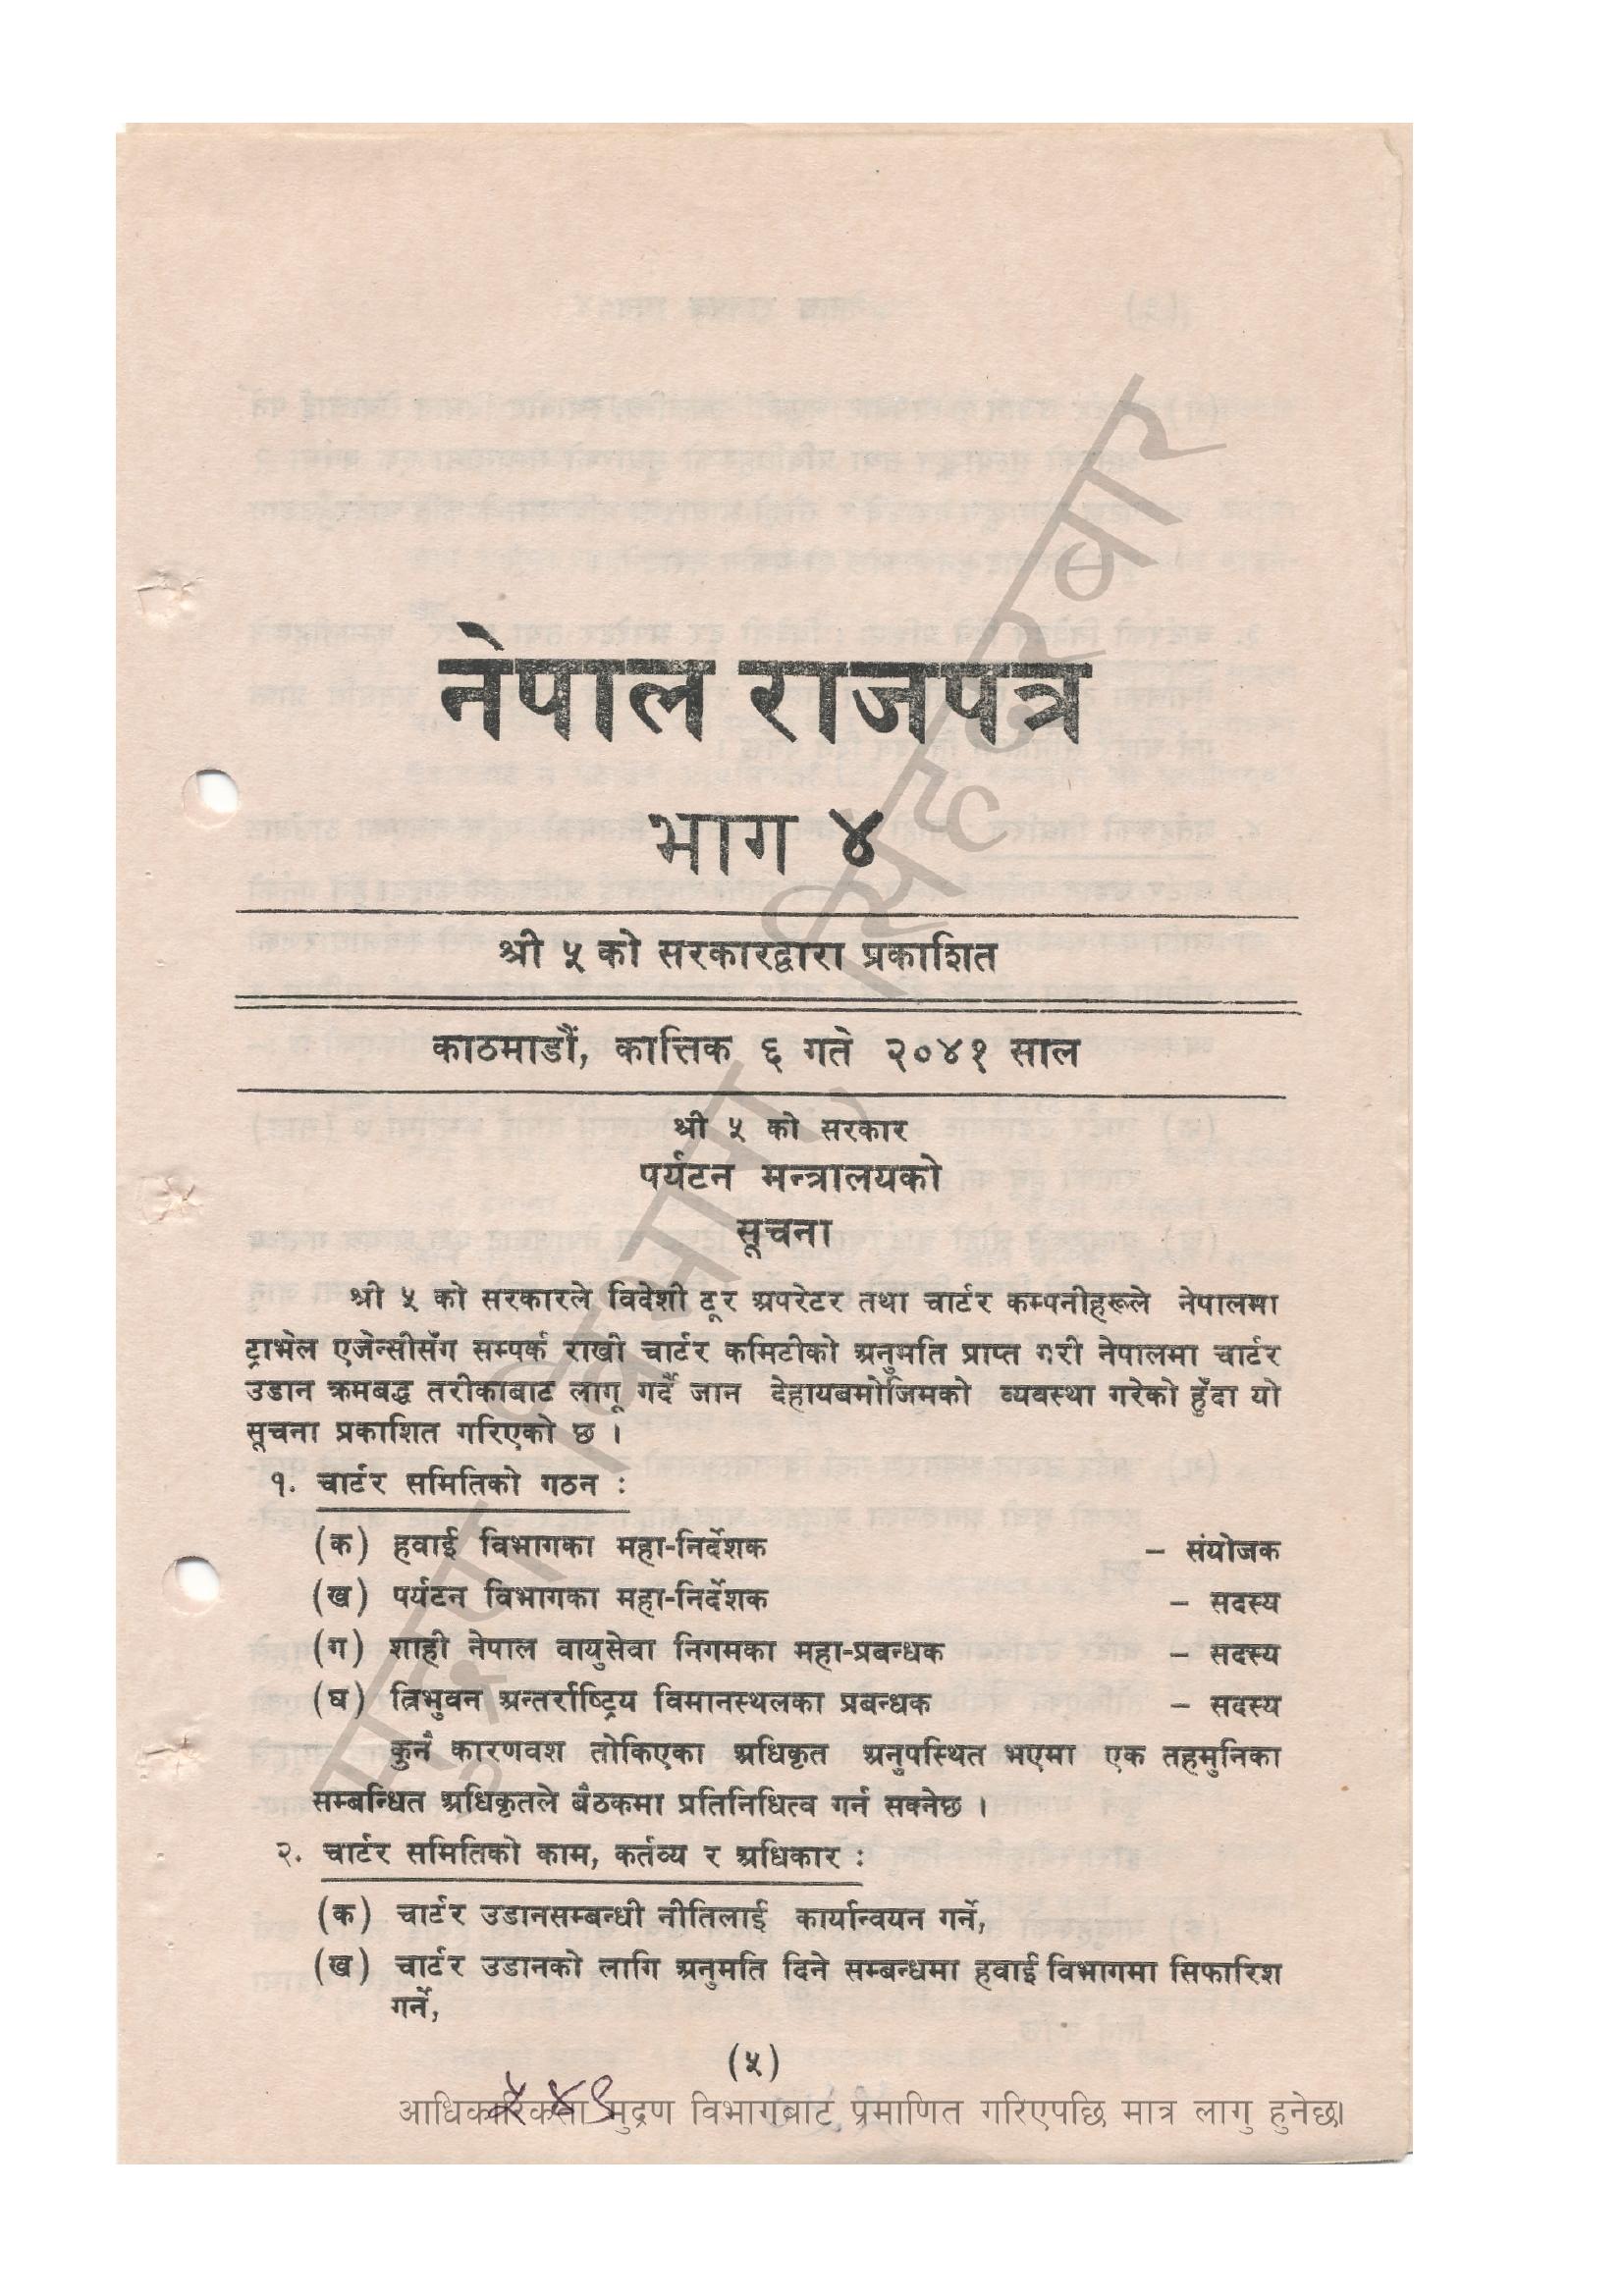 नेपाल राजपत्र
भाग ४
श्री ५ को सरकारद्वारा प्रकाशित
काठमाडौं, कात्तिक ६ गते २०४१ साल
श्री ५ को सरकार
पर्यटन मन्त्रालयको
सूचना
श्री ५ को सरकारले विदेशी टूर अपरेटर तथा चार्टर कम्पनीहरूले नेपालमा
ट्राभेल एजेन्सीसँग सम्पर्क राखी चार्टर कमिटीको अनुमति प्राप्त गरी नेपालमा चार्टर
उडान क्रमबद्ध तरीकाबाट लागू गर्दै जान देहायबमोजिमको व्यवस्था गरेको हुँदा यो
सूचना प्रकाशित गरिएको छ ।
१. चार्टर समितिको गठन :
(क) हवाई विभागका महा-निर्देशक – संयोजक
(ख) पर्यटन विभागका महा-निर्देशक – सदस्य
(ग) शाही नेपाल वायुसेवा निगमका महा-प्रबन्धक – सदस्य
(घ) त्रिभुवन अन्तर्राष्ट्रिय विमानस्थलका प्रबन्धक – सदस्य
कुनै कारणवश तोकिएका अधिकृत अनुपस्थित भएमा एक तहमुनिका
सम्बन्धित अधिकृतले बैठकमा प्रतिनिधित्व गर्न सक्नेछ ।
२. चार्टर समितिको काम, कर्तव्य र अधिकार :
(क) चार्टर उडानसम्बन्धी नीतिलाई कार्यान्वयन गर्ने,
(ख) चार्टर उडानको लागि अनुमति दिने सम्बन्धमा हवाई विभागमा सिफारिश
गर्ने,
(५)
५४९
आधिकारिकता मुद्रण विभागबाट प्रमाणित गरिएपछि मात्र लागु हुनेछ।
मुद्रण विभाग, सिंहदरबार